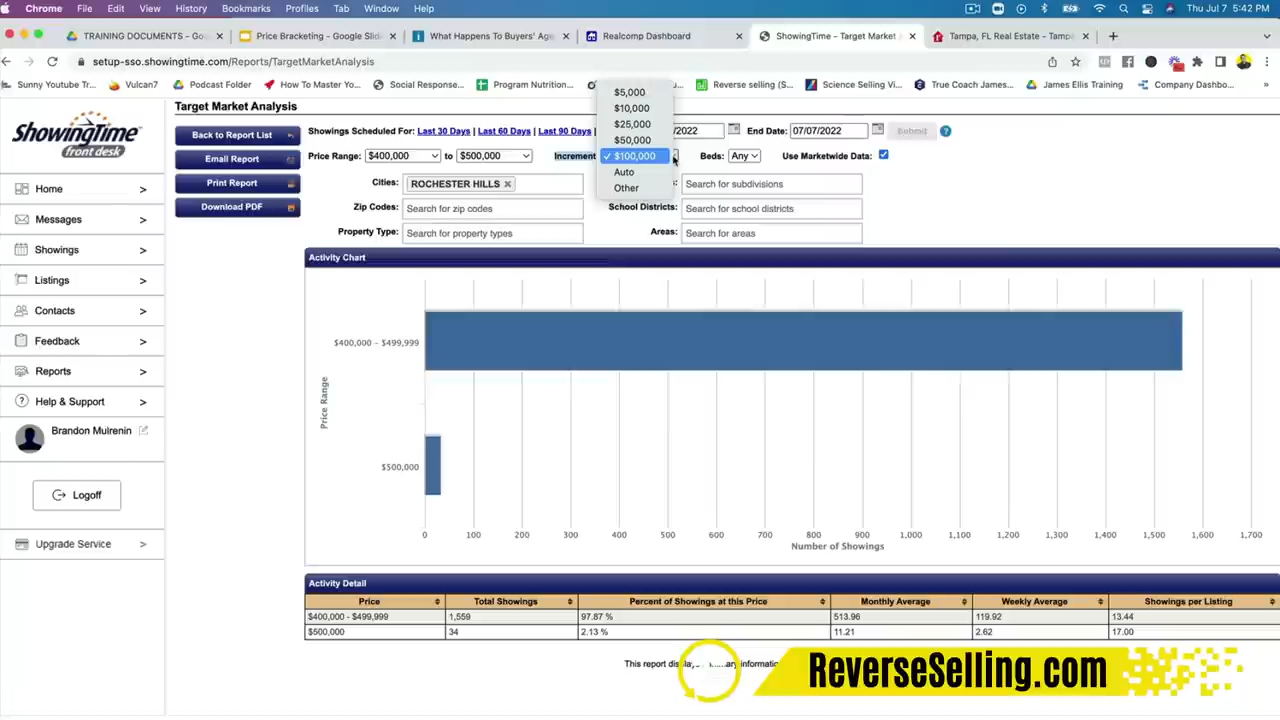 Chrome File Edit View History Bookmarks Profiles Tab Window Help Thu Jul 7 5:42 PM
TRAINING DOCUMENTS - Go × Price Bracketing - Google Slid × What Happens To Buyers' Age × Realcomp Dashboard × ShowingTime - Target Market × Tampa, FL Real Estate - Tampa × +
setup-sso.showingtime.com/Reports/TargetMarketAnalysis
Sunny Youtube Tr... Vulcan7 Podcast Folder How To Master Yo... Social Response... Program Nutrition... Reverse selling (S... Science Selling Vi... True Coach James... James Ellis Training Company Dashbo... »
ShowingTime
front desk
Home >
Messages >
Showings >
Listings >
Contacts >
Feedback >
Reports >
Help & Support >
Brandon Muirenin
Logoff
Upgrade Service >
Target Market Analysis
Back to Report List
Email Report
Print Report
Download PDF
Showings Scheduled For: Last 30 Days | Last 60 Days | Last 90 Days | /2022 End Date: 07/07/2022 Submit ?
Price Range: $400,000 to $500,000 Increment Beds: Any Use Marketwide Data:
$5,000
$10,000
$25,000
$50,000
✓ $100,000
Auto
Other
Cities: ROCHESTER HILLS × Search for subdivisions
Zip Codes: Search for zip codes School Districts: Search for school districts
Property Type: Search for property types Areas: Search for areas
Activity Chart
Price Range
$400,000 - $499,999
$500,000
0 100 200 300 400 500 600 700 800 900 1,000 1,100 1,200 1,300 1,400 1,500 1,600 1,700
Number of Showings
Activity Detail
Price Total Showings Percent of Showings at this Price Monthly Average Weekly Average Showings per Listing
$400,000 - $499,999 1,559 97.87 % 513.96 119.92 13.44
$500,000 34 2.13 % 11.21 2.62 17.00
This report
ReverseSelling.com